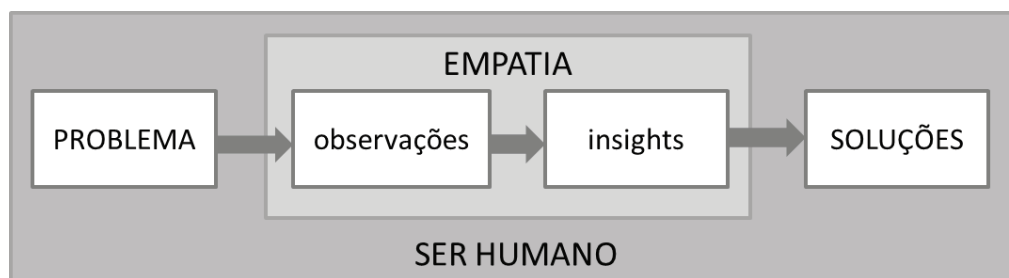 EMPATIA
PROBLEMA
observações
insights
SOLUÇÕES
SER HUMANO